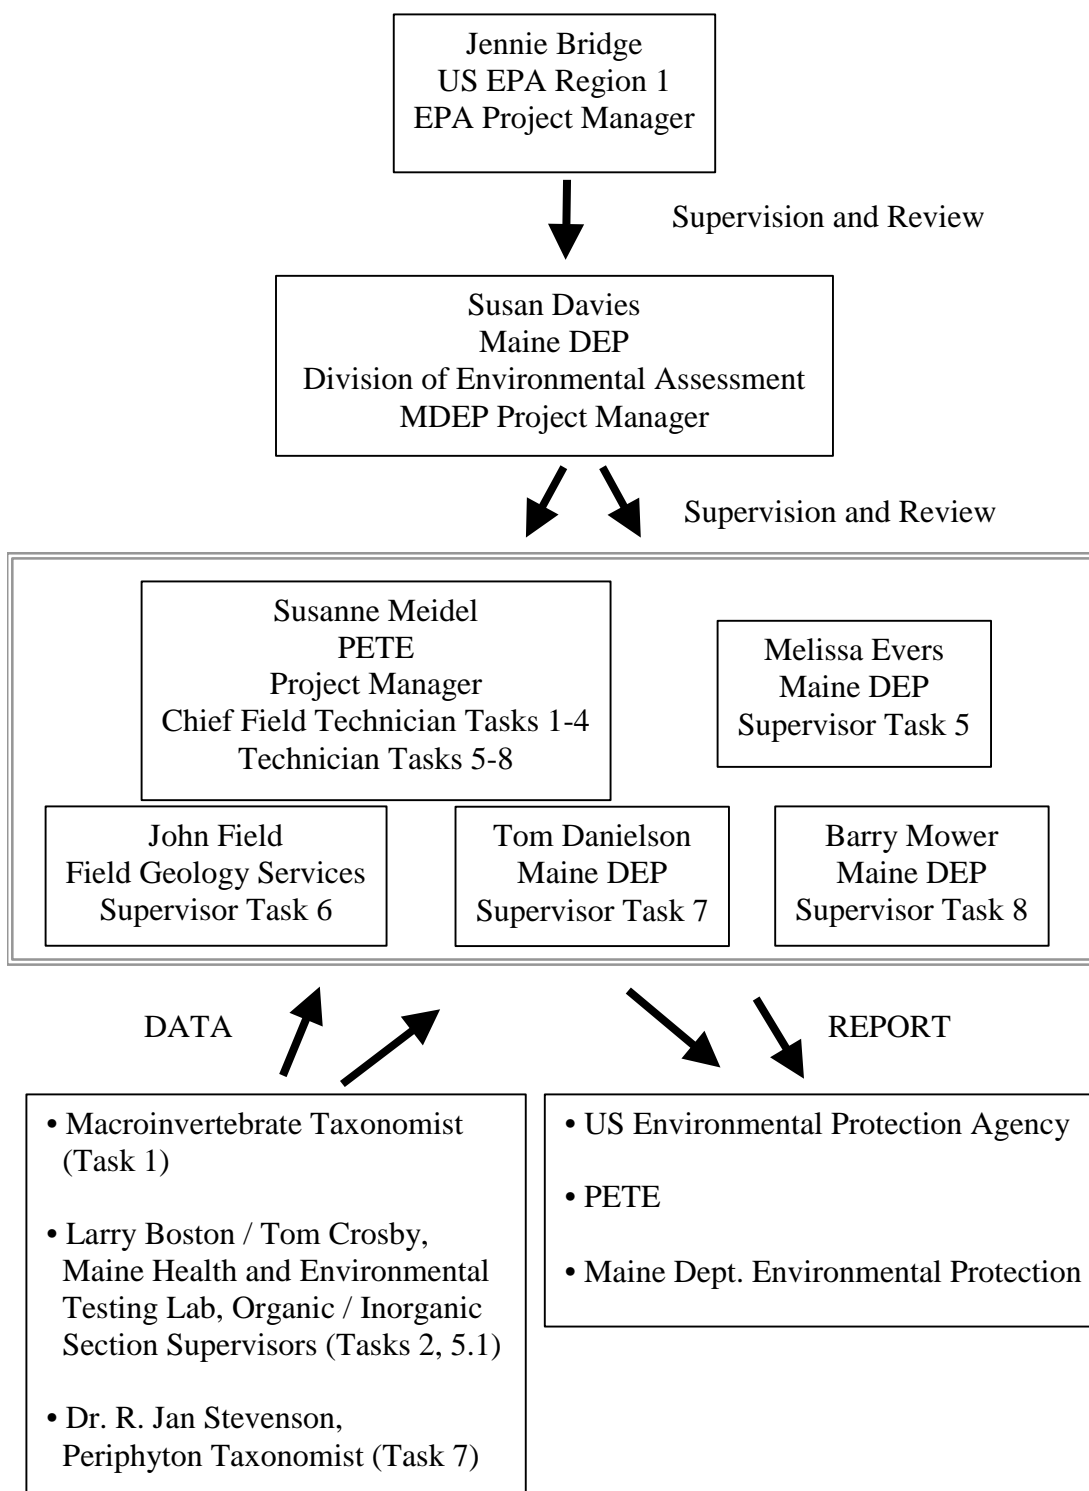 Jennie Bridge
US EPA Region 1
EPA Project Manager
Supervision and Review
Susan Davies
Maine DEP
Division of Environmental Assessment
MDEP Project Manager
Supervision and Review
Susanne Meidel
PETE
Project Manager
Chief Field Technician Tasks 1-4
Technician Tasks 5-8
Melissa Evers
Maine DEP
Supervisor Task 5
John Field
Field Geology Services
Supervisor Task 6
Tom Danielson
Maine DEP
Supervisor Task 7
Barry Mower
Maine DEP
Supervisor Task 8
DATA
REPORT
• Macroinvertebrate Taxonomist
(Task 1)
• Larry Boston / Tom Crosby,
Maine Health and Environmental
Testing Lab, Organic / Inorganic
Section Supervisors (Tasks 2, 5.1)
• Dr. R. Jan Stevenson,
Periphyton Taxonomist (Task 7)
• US Environmental Protection Agency
• PETE
• Maine Dept. Environmental Protection